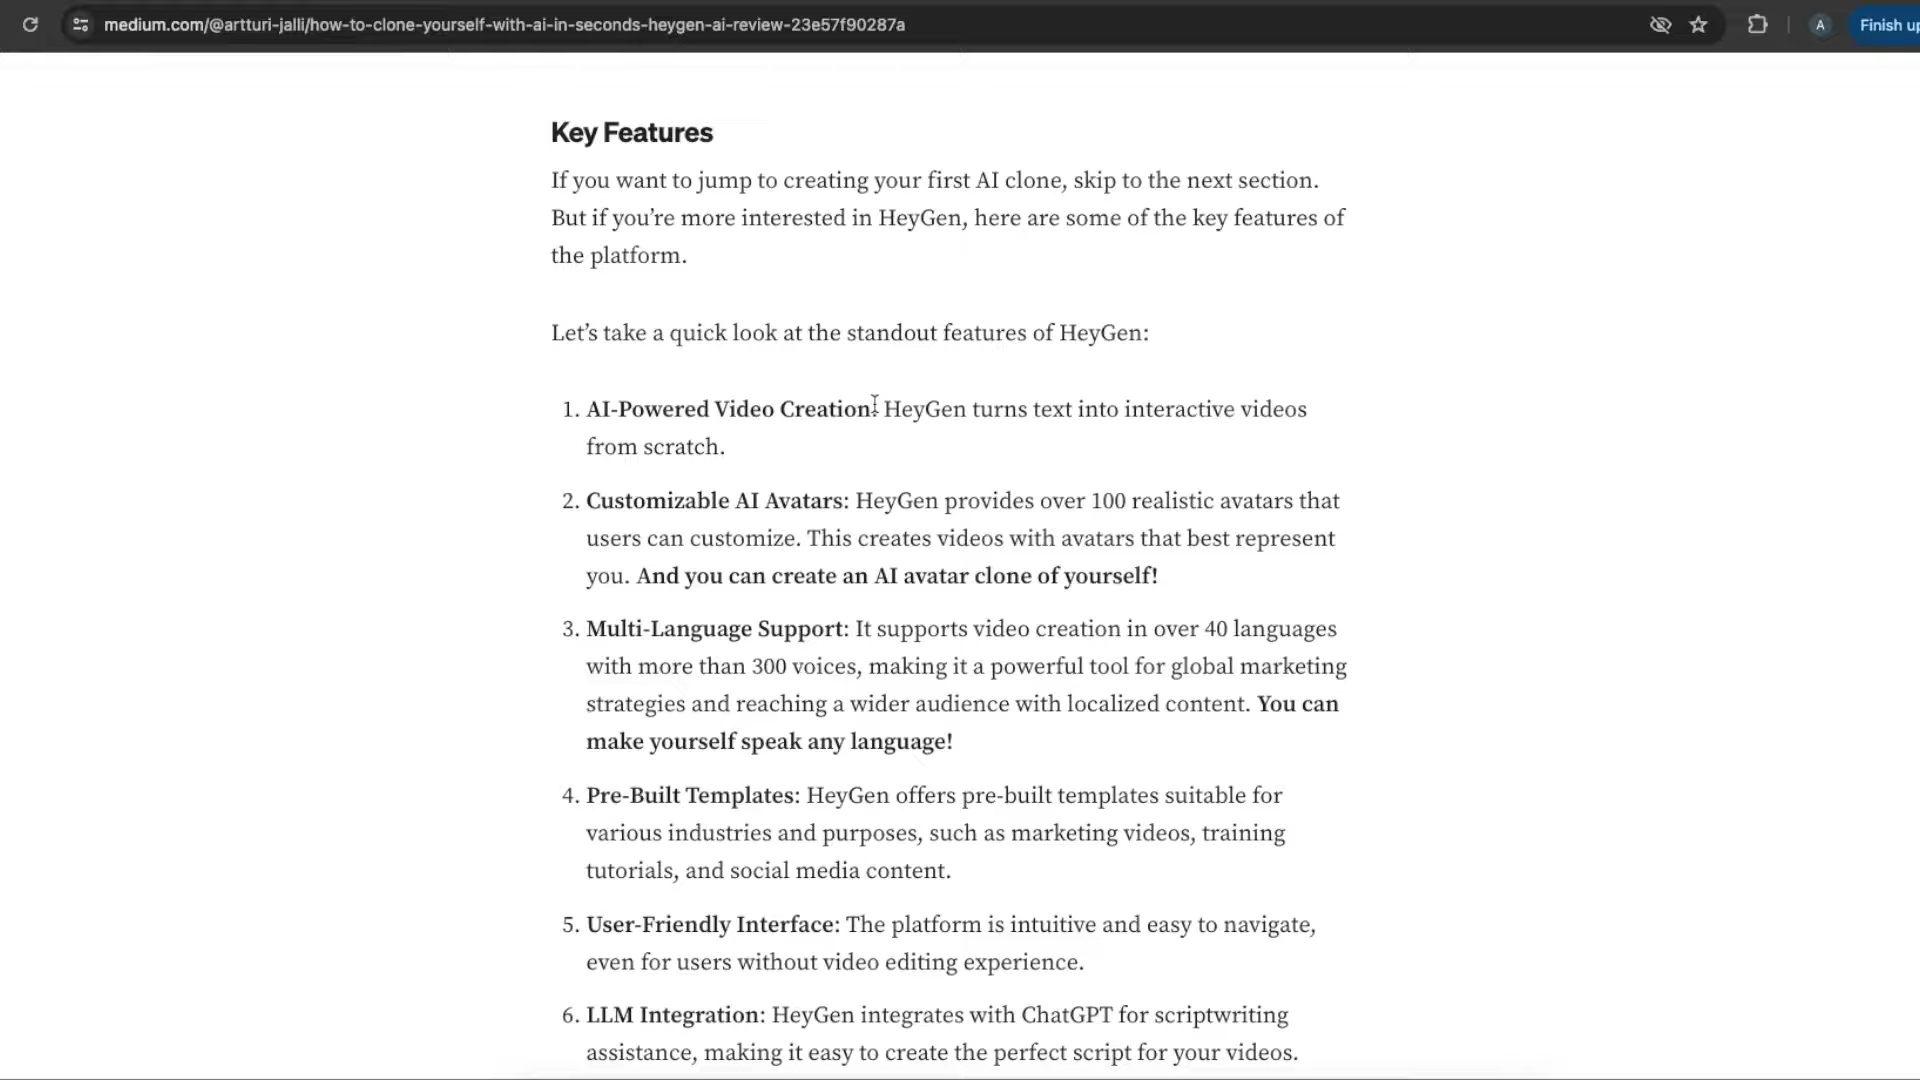 medium.com/@artturi-jalli/how-to-clone-yourself-with-ai-in-seconds-heygen-ai-review-23e57f90287a
A
Finish up
Key Features
If you want to jump to creating your first AI clone, skip to the next section.
But if you’re more interested in HeyGen, here are some of the key features of
the platform.
Let’s take a quick look at the standout features of HeyGen:
1. AI-Powered Video Creation: HeyGen turns text into interactive videos
from scratch.
2. Customizable AI Avatars: HeyGen provides over 100 realistic avatars that
users can customize. This creates videos with avatars that best represent
you. And you can create an AI avatar clone of yourself!
3. Multi-Language Support: It supports video creation in over 40 languages
with more than 300 voices, making it a powerful tool for global marketing
strategies and reaching a wider audience with localized content. You can
make yourself speak any language!
4. Pre-Built Templates: HeyGen offers pre-built templates suitable for
various industries and purposes, such as marketing videos, training
tutorials, and social media content.
5. User-Friendly Interface: The platform is intuitive and easy to navigate,
even for users without video editing experience.
6. LLM Integration: HeyGen integrates with ChatGPT for scriptwriting
assistance, making it easy to create the perfect script for your videos.